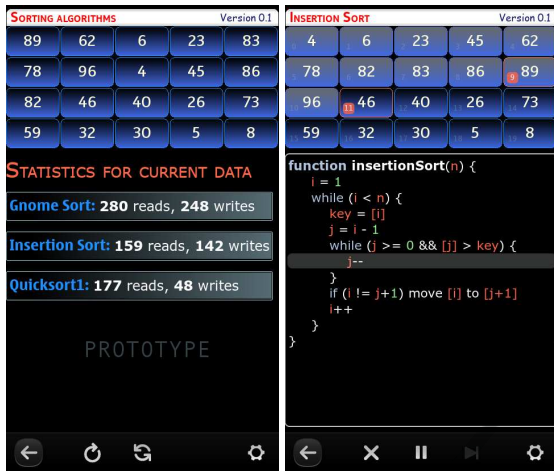 SORTING ALGORITHMS Version 0.1
89 62 6 23 83
78 96 4 45 86
82 46 40 26 73
59 32 30 5 8
STATISTICS FOR CURRENT DATA
Gnome Sort: 280 reads, 248 writes
Insertion Sort: 159 reads, 142 writes
Quicksort1: 177 reads, 48 writes
PROTOTYPE
INSERTION SORT Version 0.1
4 6 23 45 62
78 82 83 86 9 89
96 11 46 40 26 73
59 32 30 5 8
function insertionSort(n) {
i = 1
while (i < n) {
key = [i]
j = i - 1
while (j >= 0 && [j] > key) {
j--
}
if (i != j+1) move [i] to [j+1]
i++
}
}